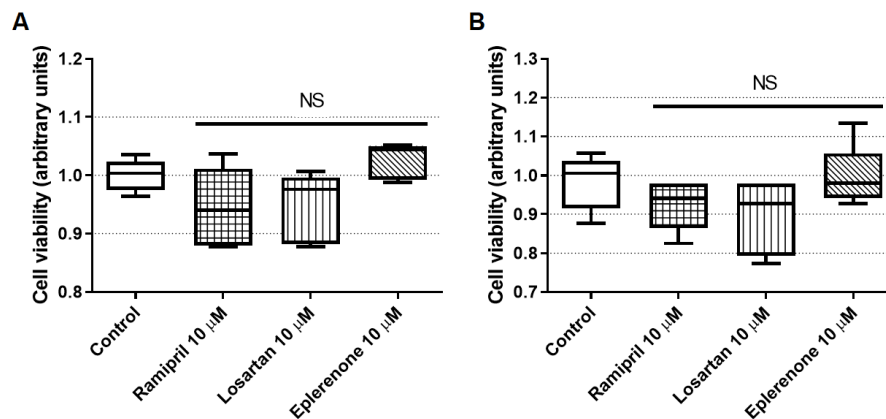 A
Cell viability (arbitrary units)
1.2
1.1
1.0
0.9
0.8
NS
Control
Ramipril 10 μM
Losartan 10 μM
Eplerenone 10 μM
B
Cell viability (arbitrary units)
1.3
1.2
1.1
1.0
0.9
0.8
0.7
NS
Control
Ramipril 10 μM
Losartan 10 μM
Eplerenone 10 μM